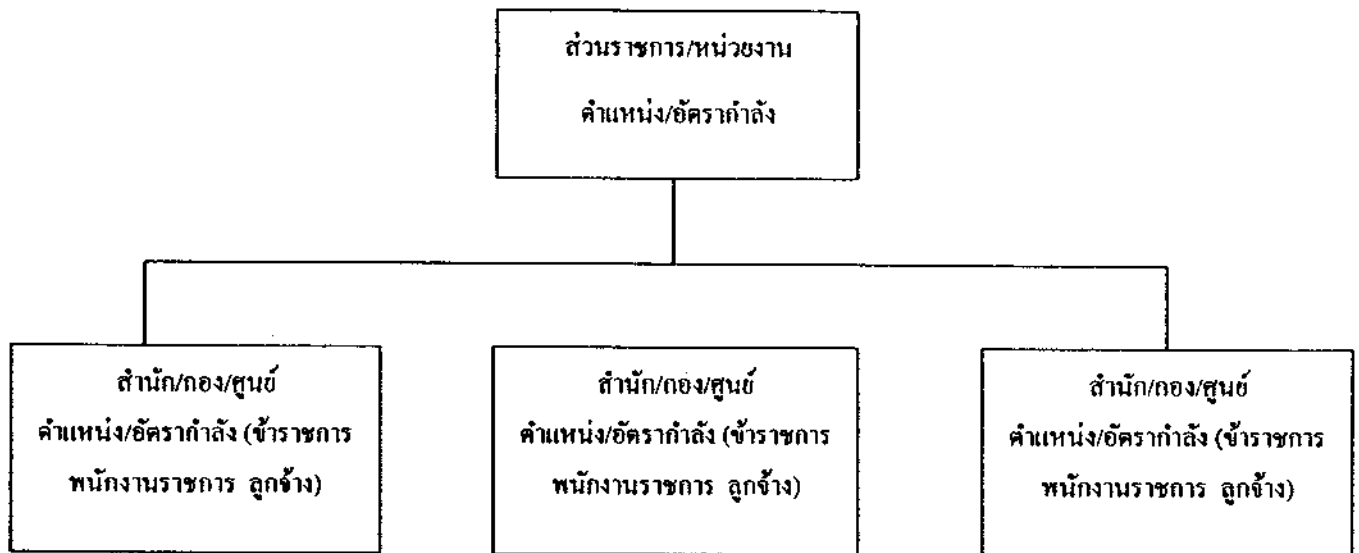 ส่วนราชการ/หน่วยงาน
ตำแหน่ง/อัตรากำลัง
สำนัก/กอง/ศูนย์
ตำแหน่ง/อัตรากำลัง (ข้าราชการ
พนักงานราชการ ลูกจ้าง)
สำนัก/กอง/ศูนย์
ตำแหน่ง/อัตรากำลัง (ข้าราชการ
พนักงานราชการ ลูกจ้าง)
สำนัก/กอง/ศูนย์
ตำแหน่ง/อัตรากำลัง (ข้าราชการ
พนักงานราชการ ลูกจ้าง)